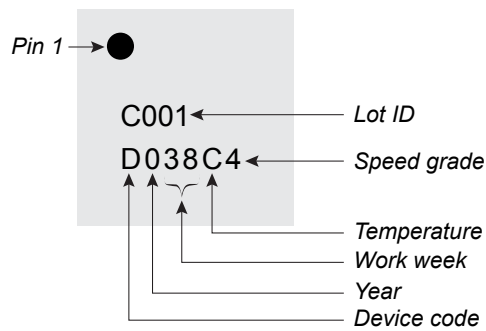 Pin 1
C001
Lot ID
D038C4
Speed grade
Temperature
Work week
Year
Device code